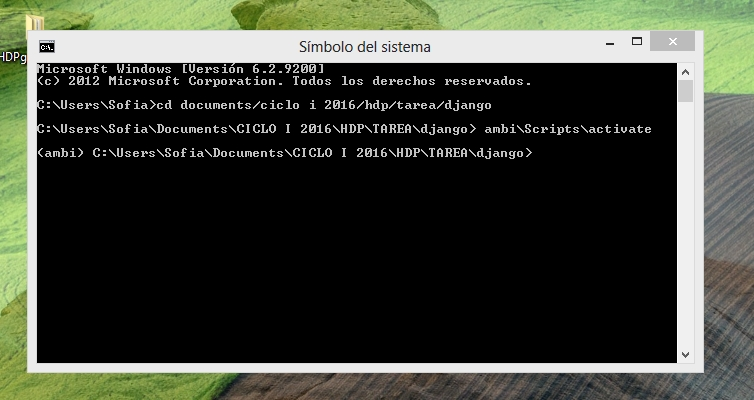 HDPg
Símbolo del sistema
Microsoft Windows [Versión 6.2.9200]
(c) 2012 Microsoft Corporation. Todos los derechos reservados.
C:\Users\Sofia>cd documents/ciclo i 2016/hdp/tarea/django
C:\Users\Sofia\Documents\CICLO I 2016\HDP\TAREA\django> ambi\Scripts\activate
(ambi) C:\Users\Sofia\Documents\CICLO I 2016\HDP\TAREA\django>